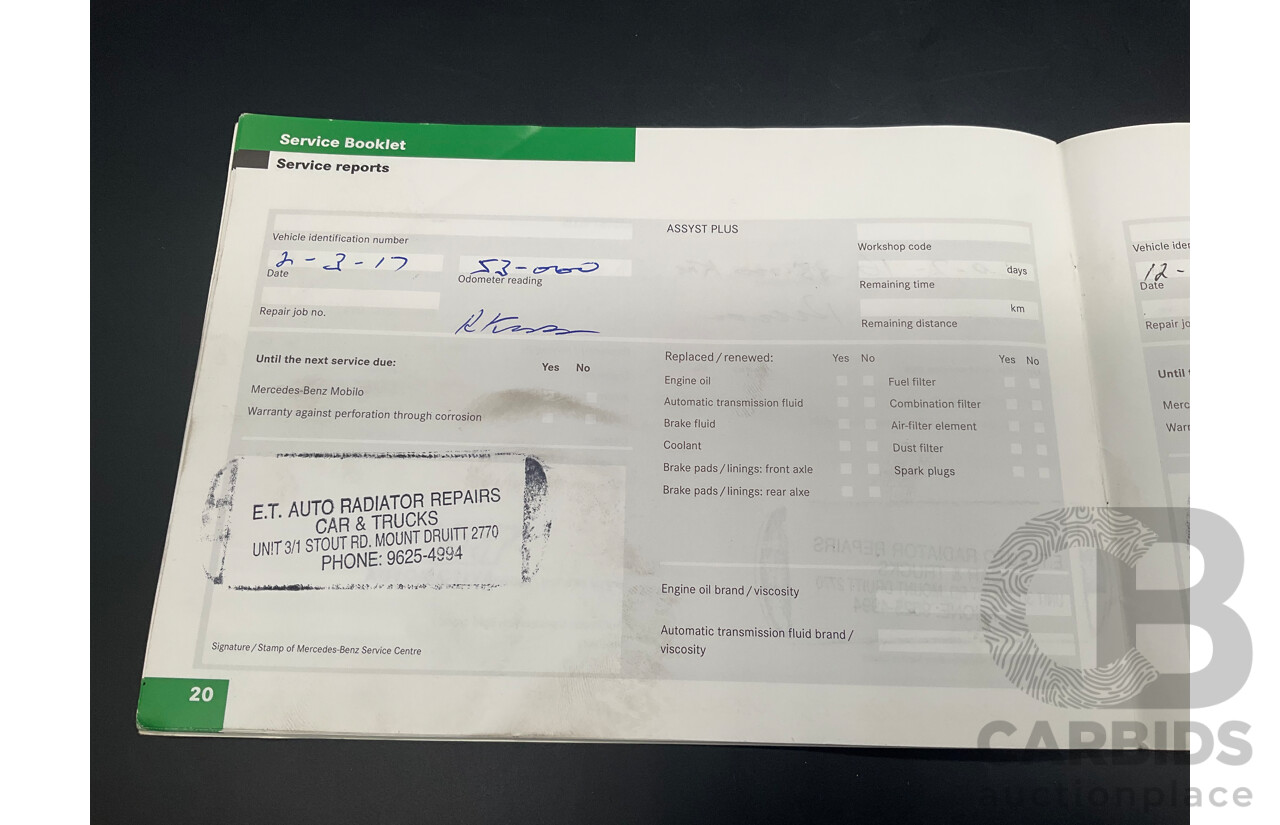 Service Booklet
Service reports
Vehicle identification number
2-3-17
Date
53-000
Odometer reading
Repair job no.
ASSYST PLUS
Workshop code
days
Remaining time
km
Remaining distance
Until the next service due:
Yes No
Mercedes-Benz Mobilo
Warranty against perforation through corrosion
Replaced/renewed:
Yes No
Yes No
Engine oil
Fuel filter
Automatic transmission fluid
Combination filter
Brake fluid
Air-filter element
Coolant
Dust filter
Brake pads/linings: front axle
Spark plugs
Brake pads/linings: rear alxe
E.T. AUTO RADIATOR REPAIRS
CAR & TRUCKS
UNIT 3/1 STOUT RD. MOUNT DRUITT 2770
PHONE: 9625-4994
Engine oil brand/viscosity
Automatic transmission fluid brand/
viscosity
Signature/Stamp of Mercedes-Benz Service Centre
20
Vehicle ider
12-
Date
Repair jo
Until
Merc
War
CB
CARBIDS
auctionplace